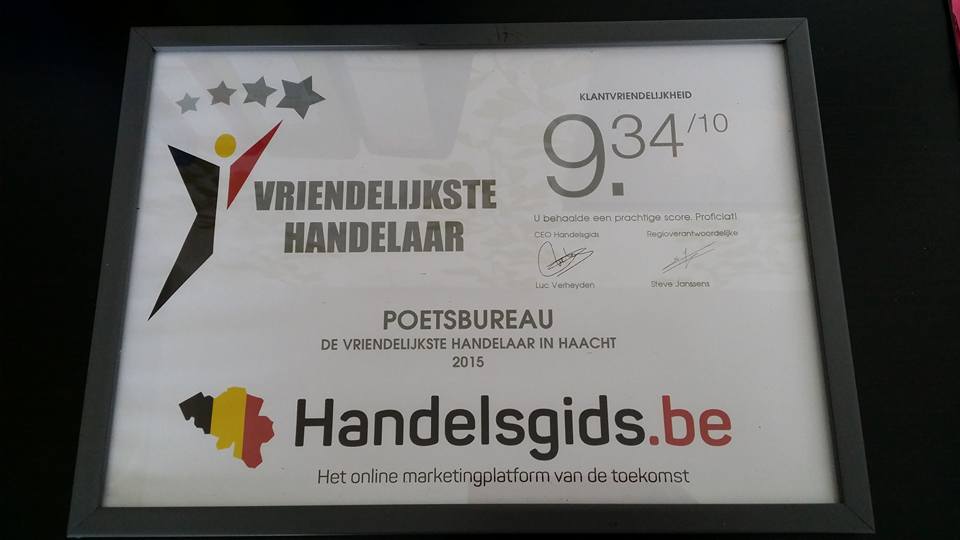 KLANTVRIENDELIJKHEID
9.34/10
VRIENDELIJKSTE
HANDELAAR
U behaalde een prachtige score. Proficiat!
CEO Handelsgids Regioverantwoordelijke
Luc Verheyden Steve Janssens
POETSBUREAU
DE VRIENDELIJKSTE HANDELAAR IN HAACHT
2015
Handelsgids.be
Het online marketingplatform van de toekomst